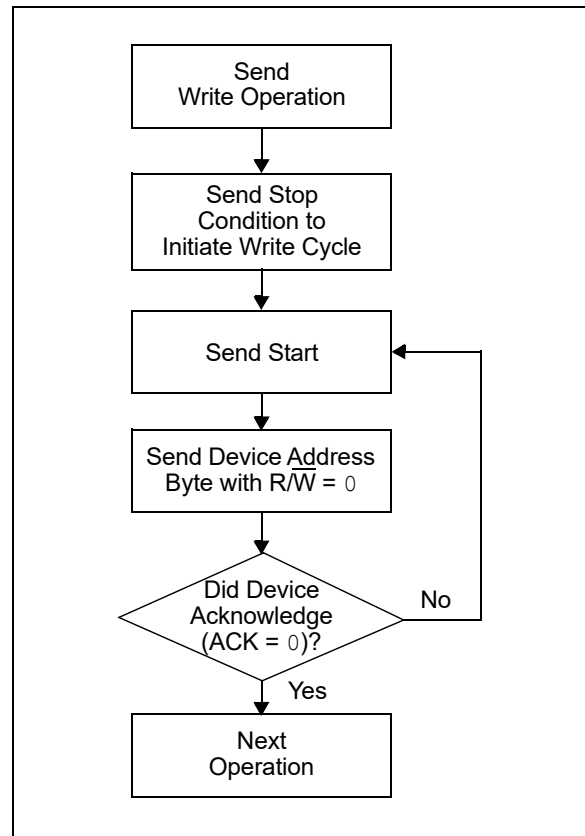 Send
Write Operation
Send Stop
Condition to
Initiate Write Cycle
Send Start
Send Device Address
Byte with R/W̅ = 0
Did Device
Acknowledge
(ACK = 0)?
No
Yes
Next
Operation